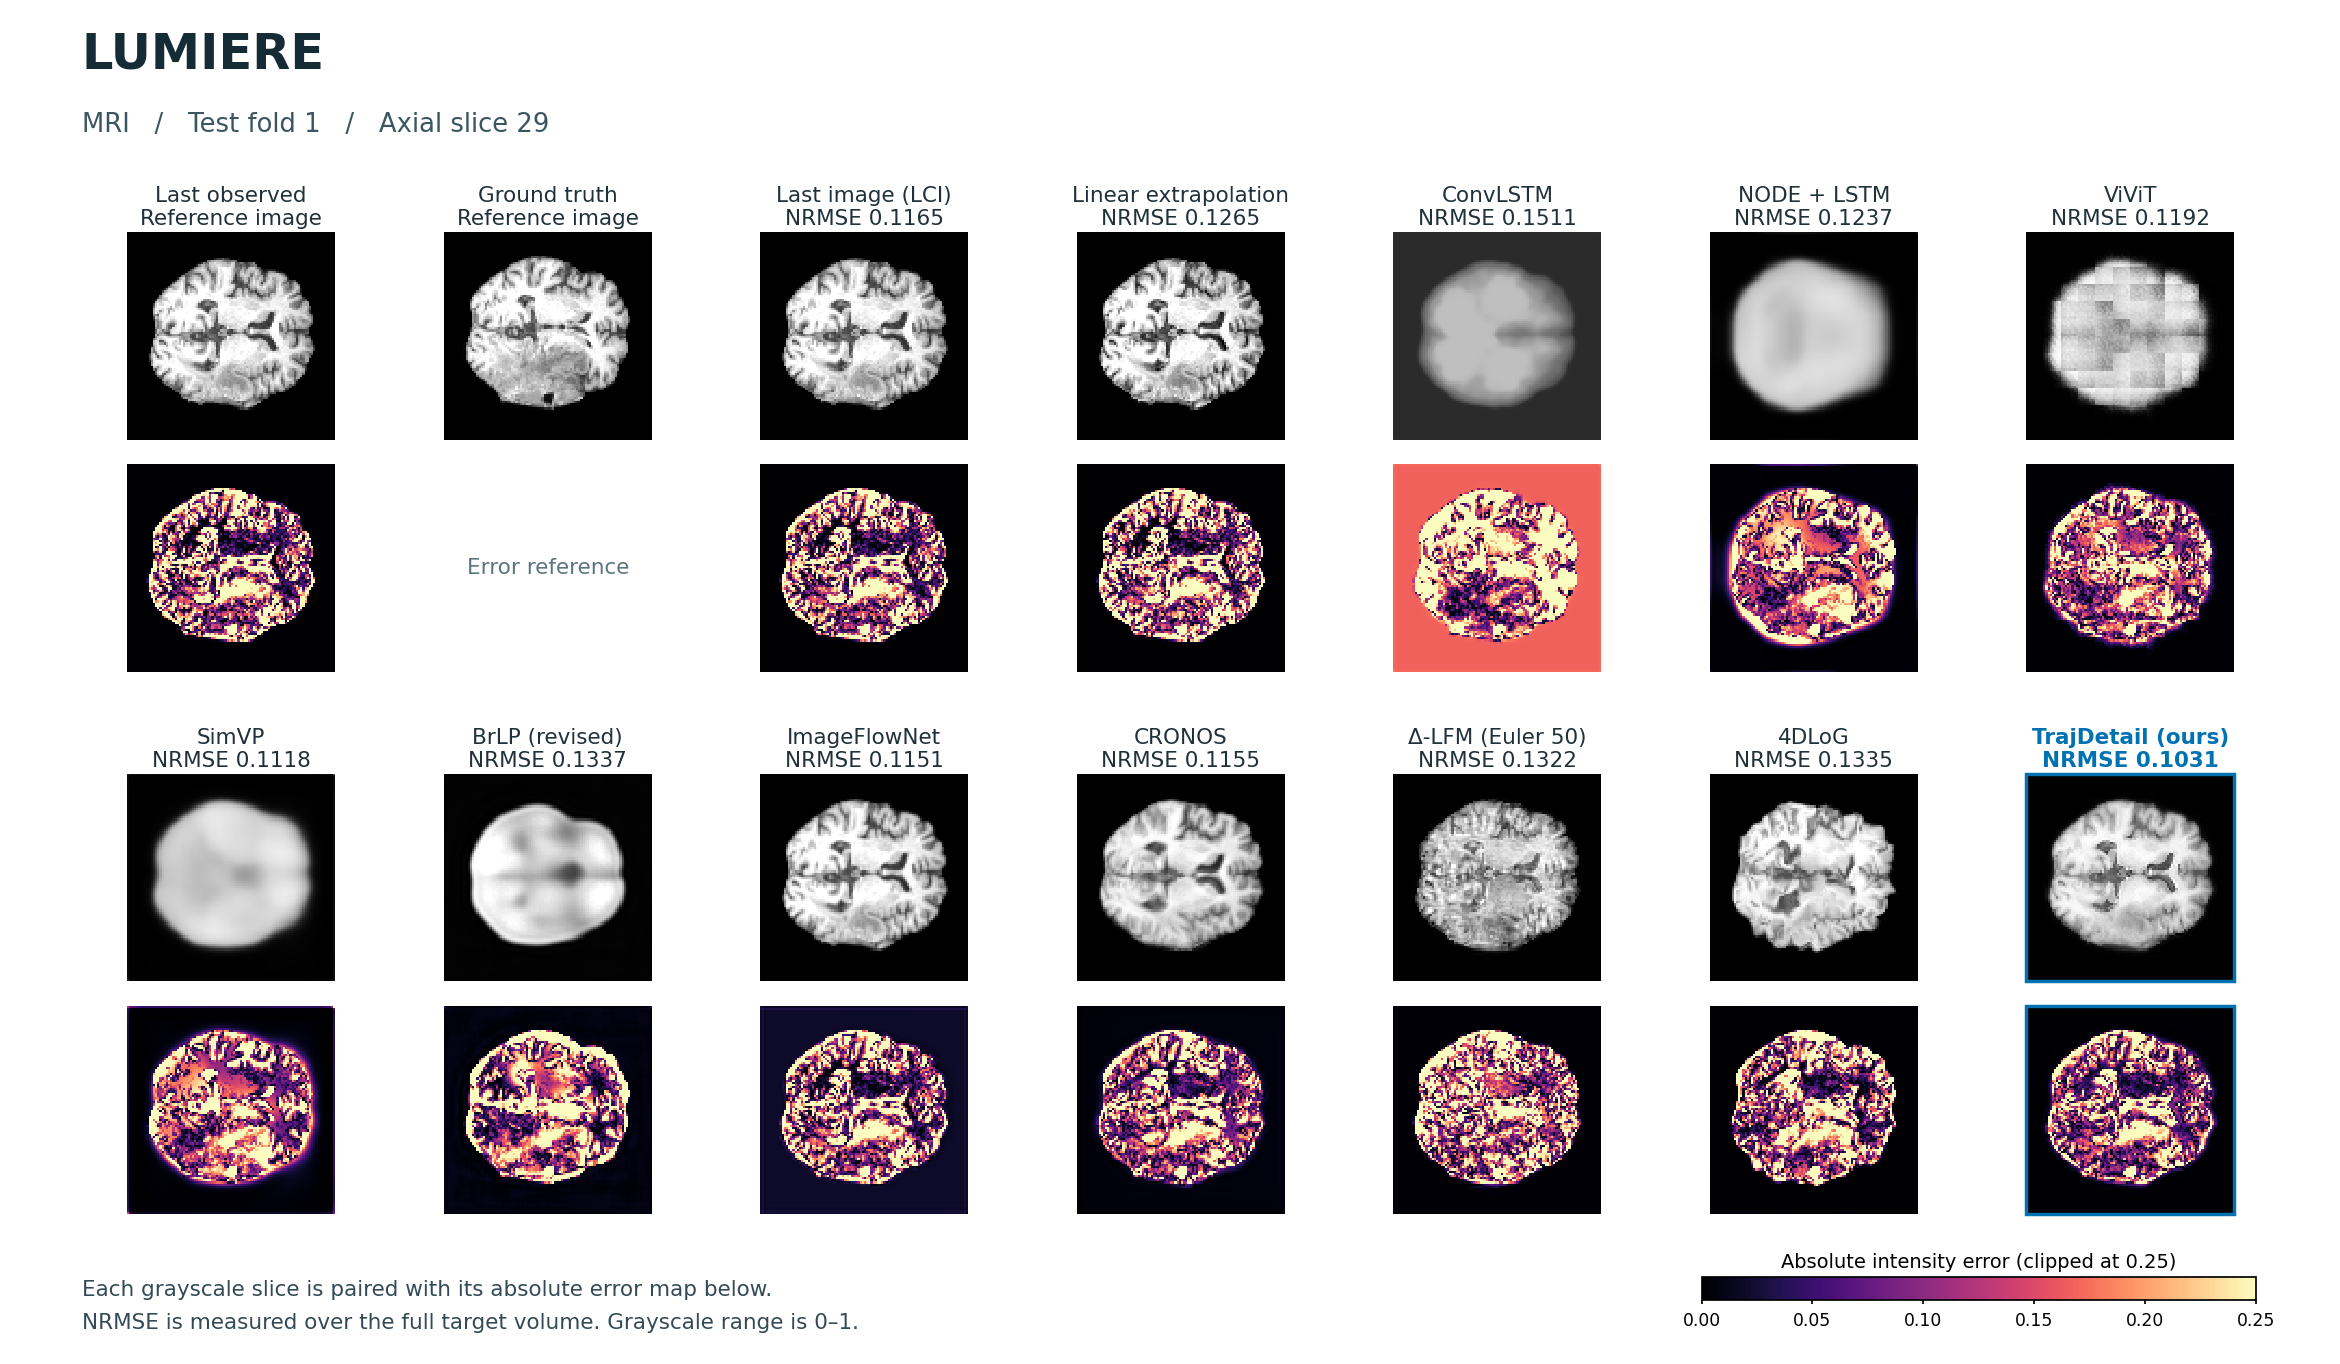 LUMIERE
MRI / Test fold 1 / Axial slice 29
Last observed
Reference image
Ground truth
Reference image
Last image (LCI)
NRMSE 0.1165
Linear extrapolation
NRMSE 0.1265
ConvLSTM
NRMSE 0.1511
NODE + LSTM
NRMSE 0.1237
ViViT
NRMSE 0.1192
Error reference
SimVP
NRMSE 0.1118
BrLP (revised)
NRMSE 0.1337
ImageFlowNet
NRMSE 0.1151
CRONOS
NRMSE 0.1155
Δ-LFM (Euler 50)
NRMSE 0.1322
4DLoG
NRMSE 0.1335
TrajDetail (ours)
NRMSE 0.1031
Each grayscale slice is paired with its absolute error map below.
NRMSE is measured over the full target volume. Grayscale range is 0–1.
Absolute intensity error (clipped at 0.25)
0.00 0.05 0.10 0.15 0.20 0.25